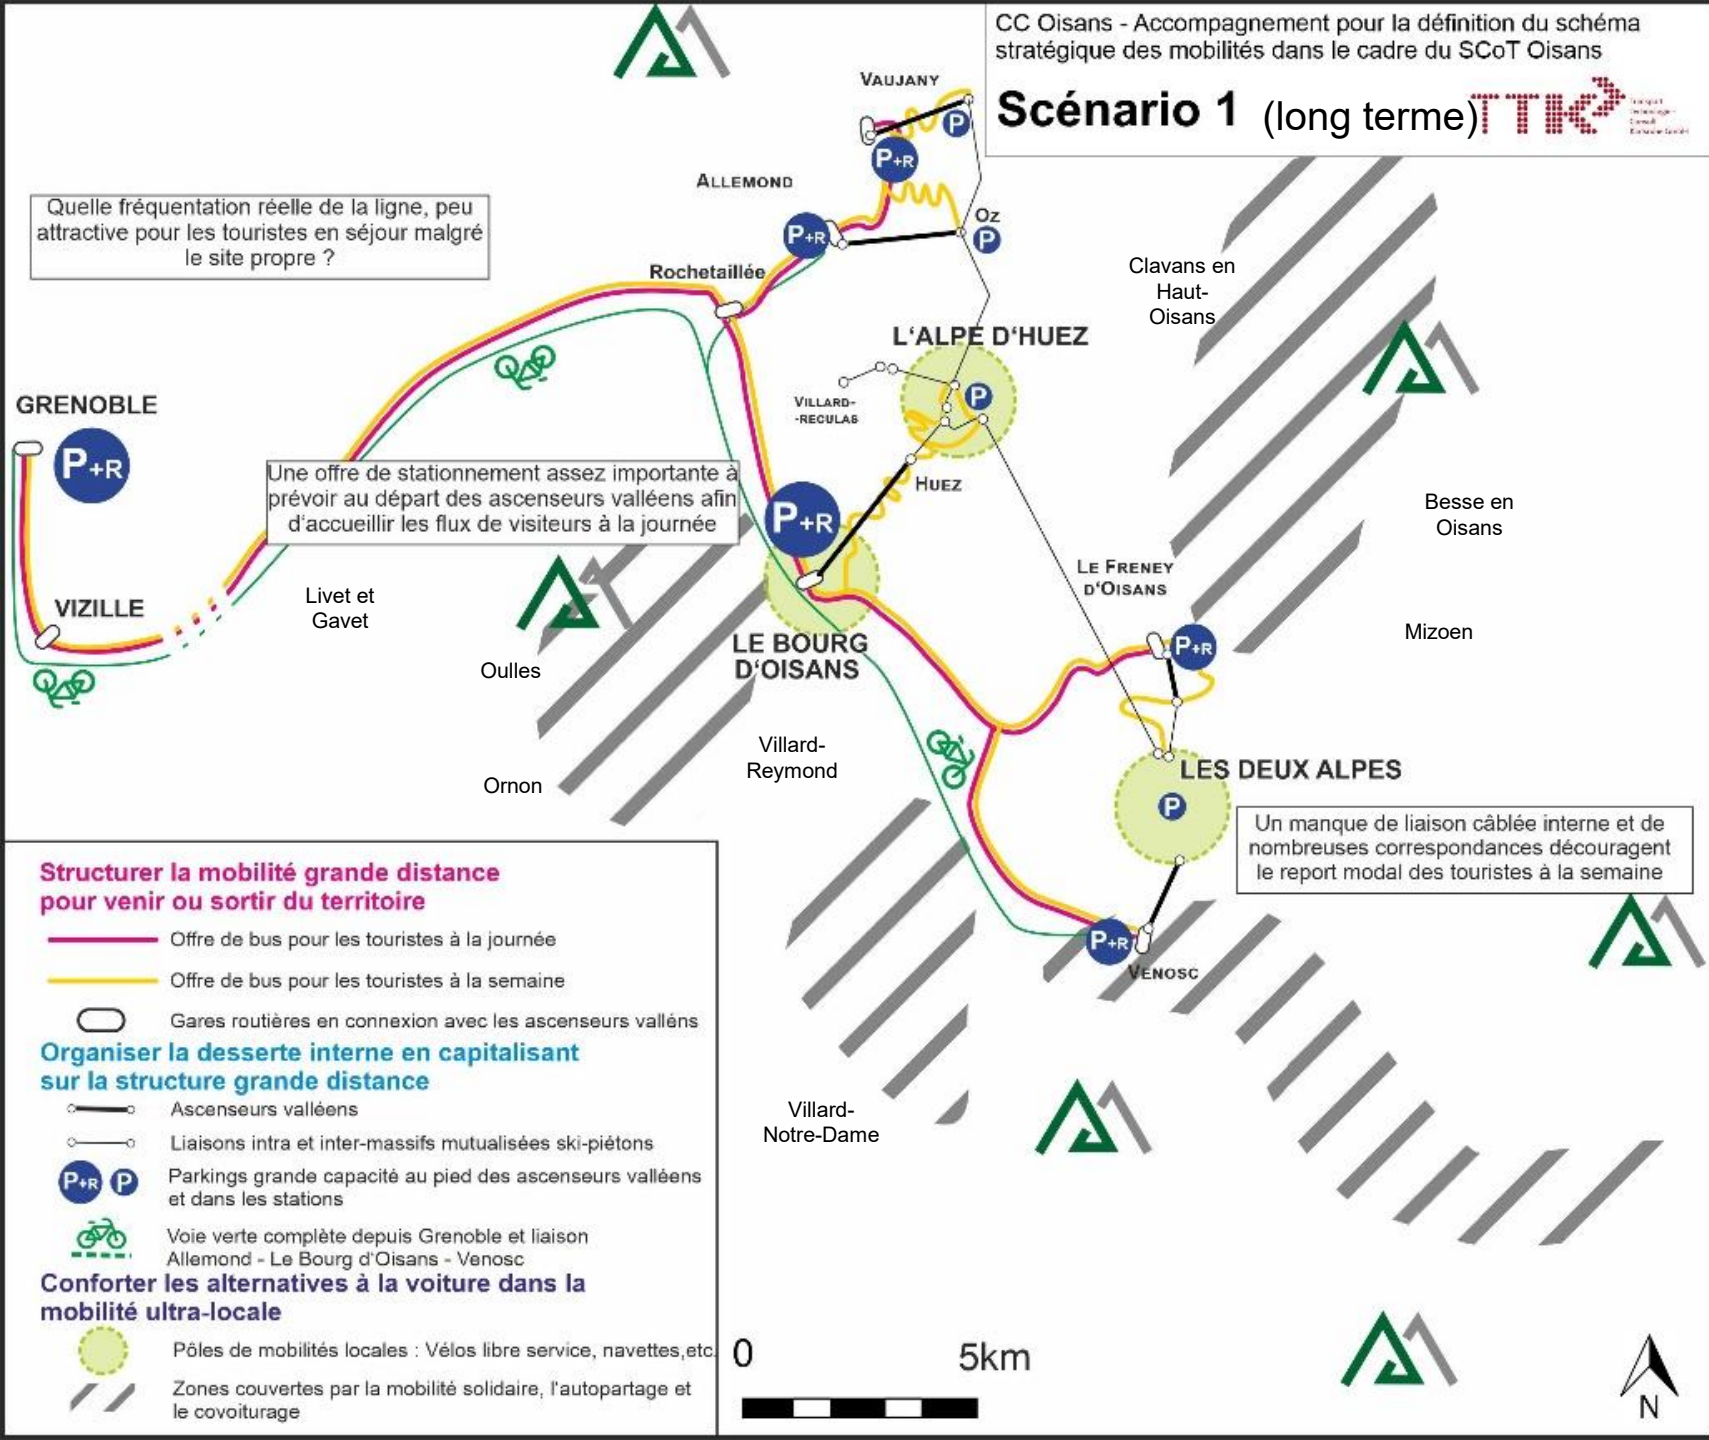 CC Oisans - Accompagnement pour la définition du schéma
stratégique des mobilités dans le cadre du SCoT Oisans
Scénario 1 (long terme)
TTK
Transport
Technologie-
Consult
Karlsruhe GmbH
VAUJANY
P
P+R
ALLEMOND
P+R
Oz
P
Quelle fréquentation réelle de la ligne, peu
attractive pour les touristes en séjour malgré
le site propre ?
Rochetaillée
Clavans en
Haut-
Oisans
L'ALPE D'HUEZ
P
VILLARD-
-RECULAS
GRENOBLE
P+R
Une offre de stationnement assez importante à
prévoir au départ des ascenseurs valléens afin
d'accueillir les flux de visiteurs à la journée
HUEZ
P+R
Besse en
Oisans
LE FRENEY
D'OISANS
Livet et
Gavet
VIZILLE
P+R
Mizoen
LE BOURG
D'OISANS
Oulles
Villard-
Reymond
Ornon
LES DEUX ALPES
P
Un manque de liaison câblée interne et de
nombreuses correspondances découragent
le report modal des touristes à la semaine
P+R
VENOSC
Villard-
Notre-Dame
Structurer la mobilité grande distance
pour venir ou sortir du territoire
Offre de bus pour les touristes à la journée
Offre de bus pour les touristes à la semaine
Gares routières en connexion avec les ascenseurs valléns
Organiser la desserte interne en capitalisant
sur la structure grande distance
Ascenseurs valléens
Liaisons intra et inter-massifs mutualisées ski-piétons
P+R P
Parkings grande capacité au pied des ascenseurs valléens
et dans les stations
Voie verte complète depuis Grenoble et liaison
Allemond - Le Bourg d'Oisans - Venosc
Conforter les alternatives à la voiture dans la
mobilité ultra-locale
Pôles de mobilités locales : Vélos libre service, navettes,etc.
Zones couvertes par la mobilité solidaire, l'autopartage et
le covoiturage
0 5km
N